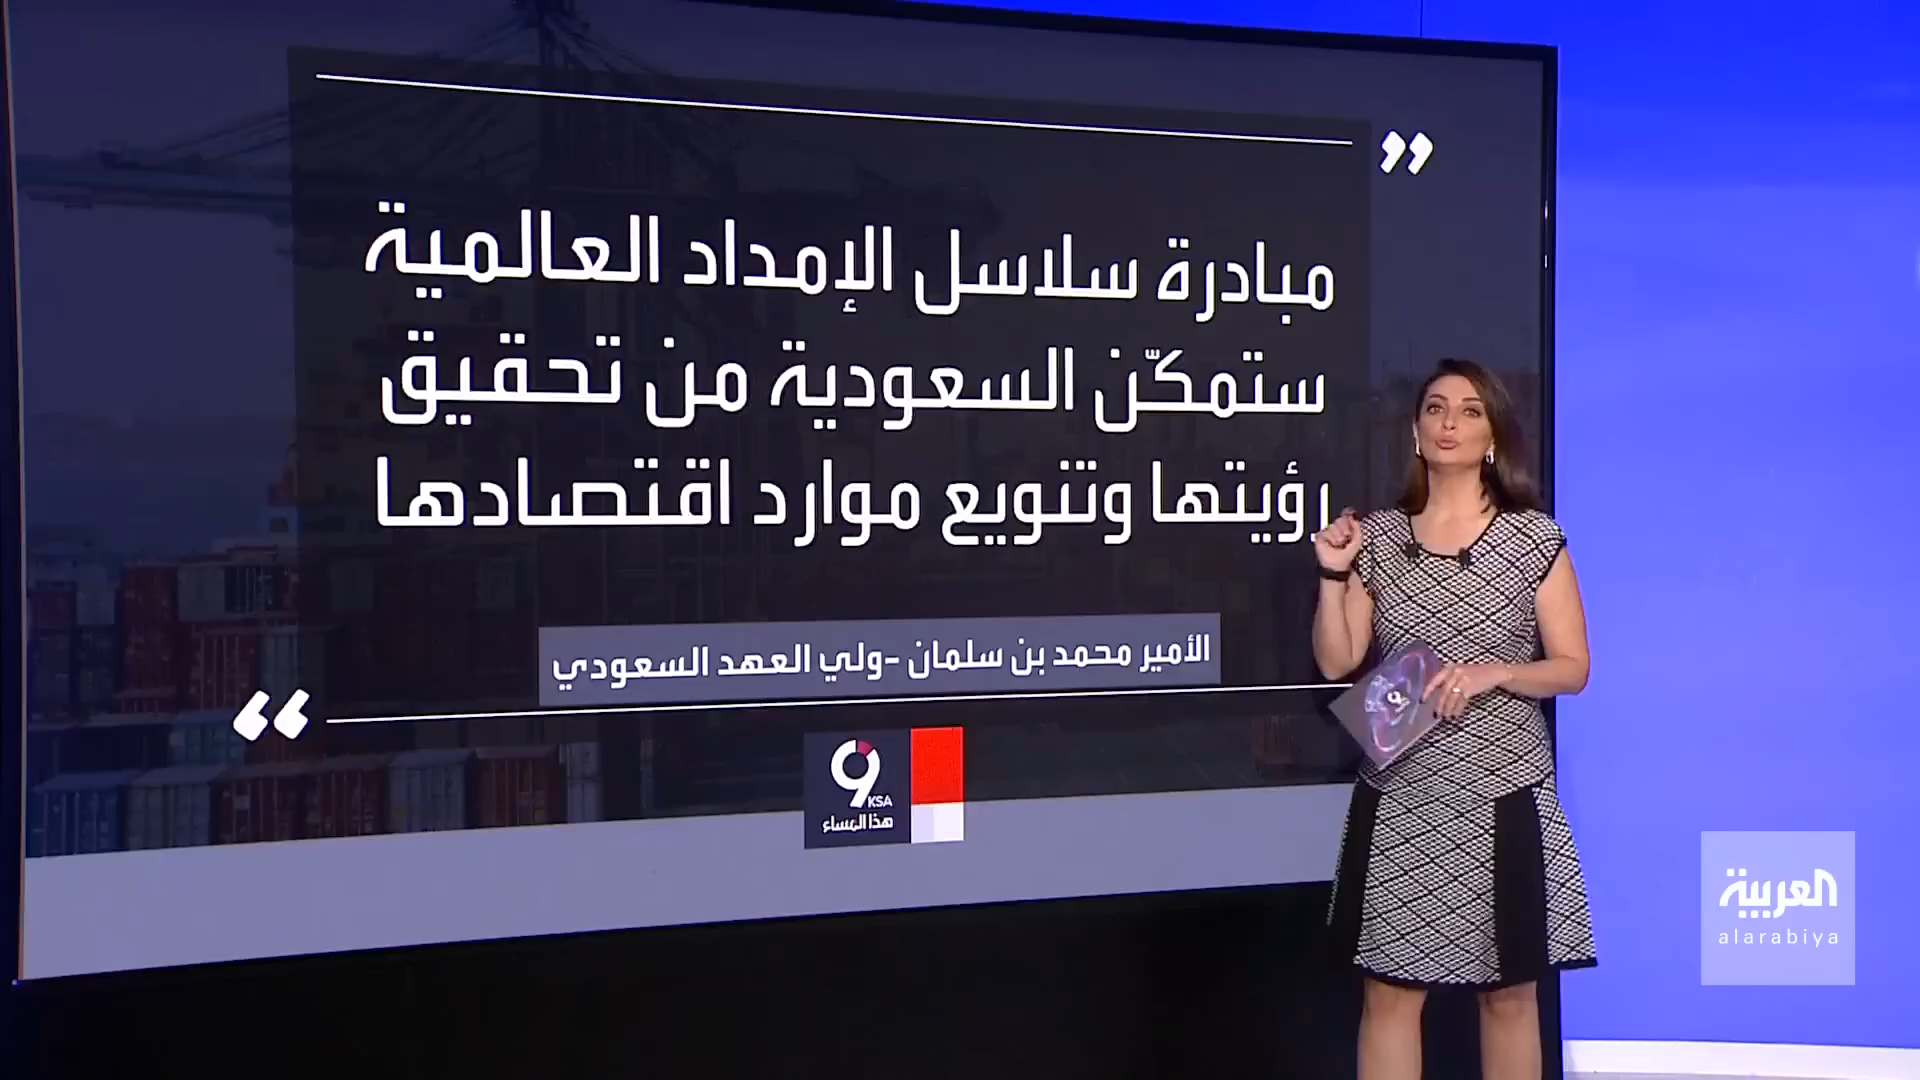 مبادرة سلاسل الإمداد العالمية
ستمكّن السعودية من تحقيق
رؤيتها وتنويع موارد اقتصادها
الأمير محمد بن سلمان -ولي العهد السعودي
9
KSA
هذا المساء
9
العربية
alarabiya